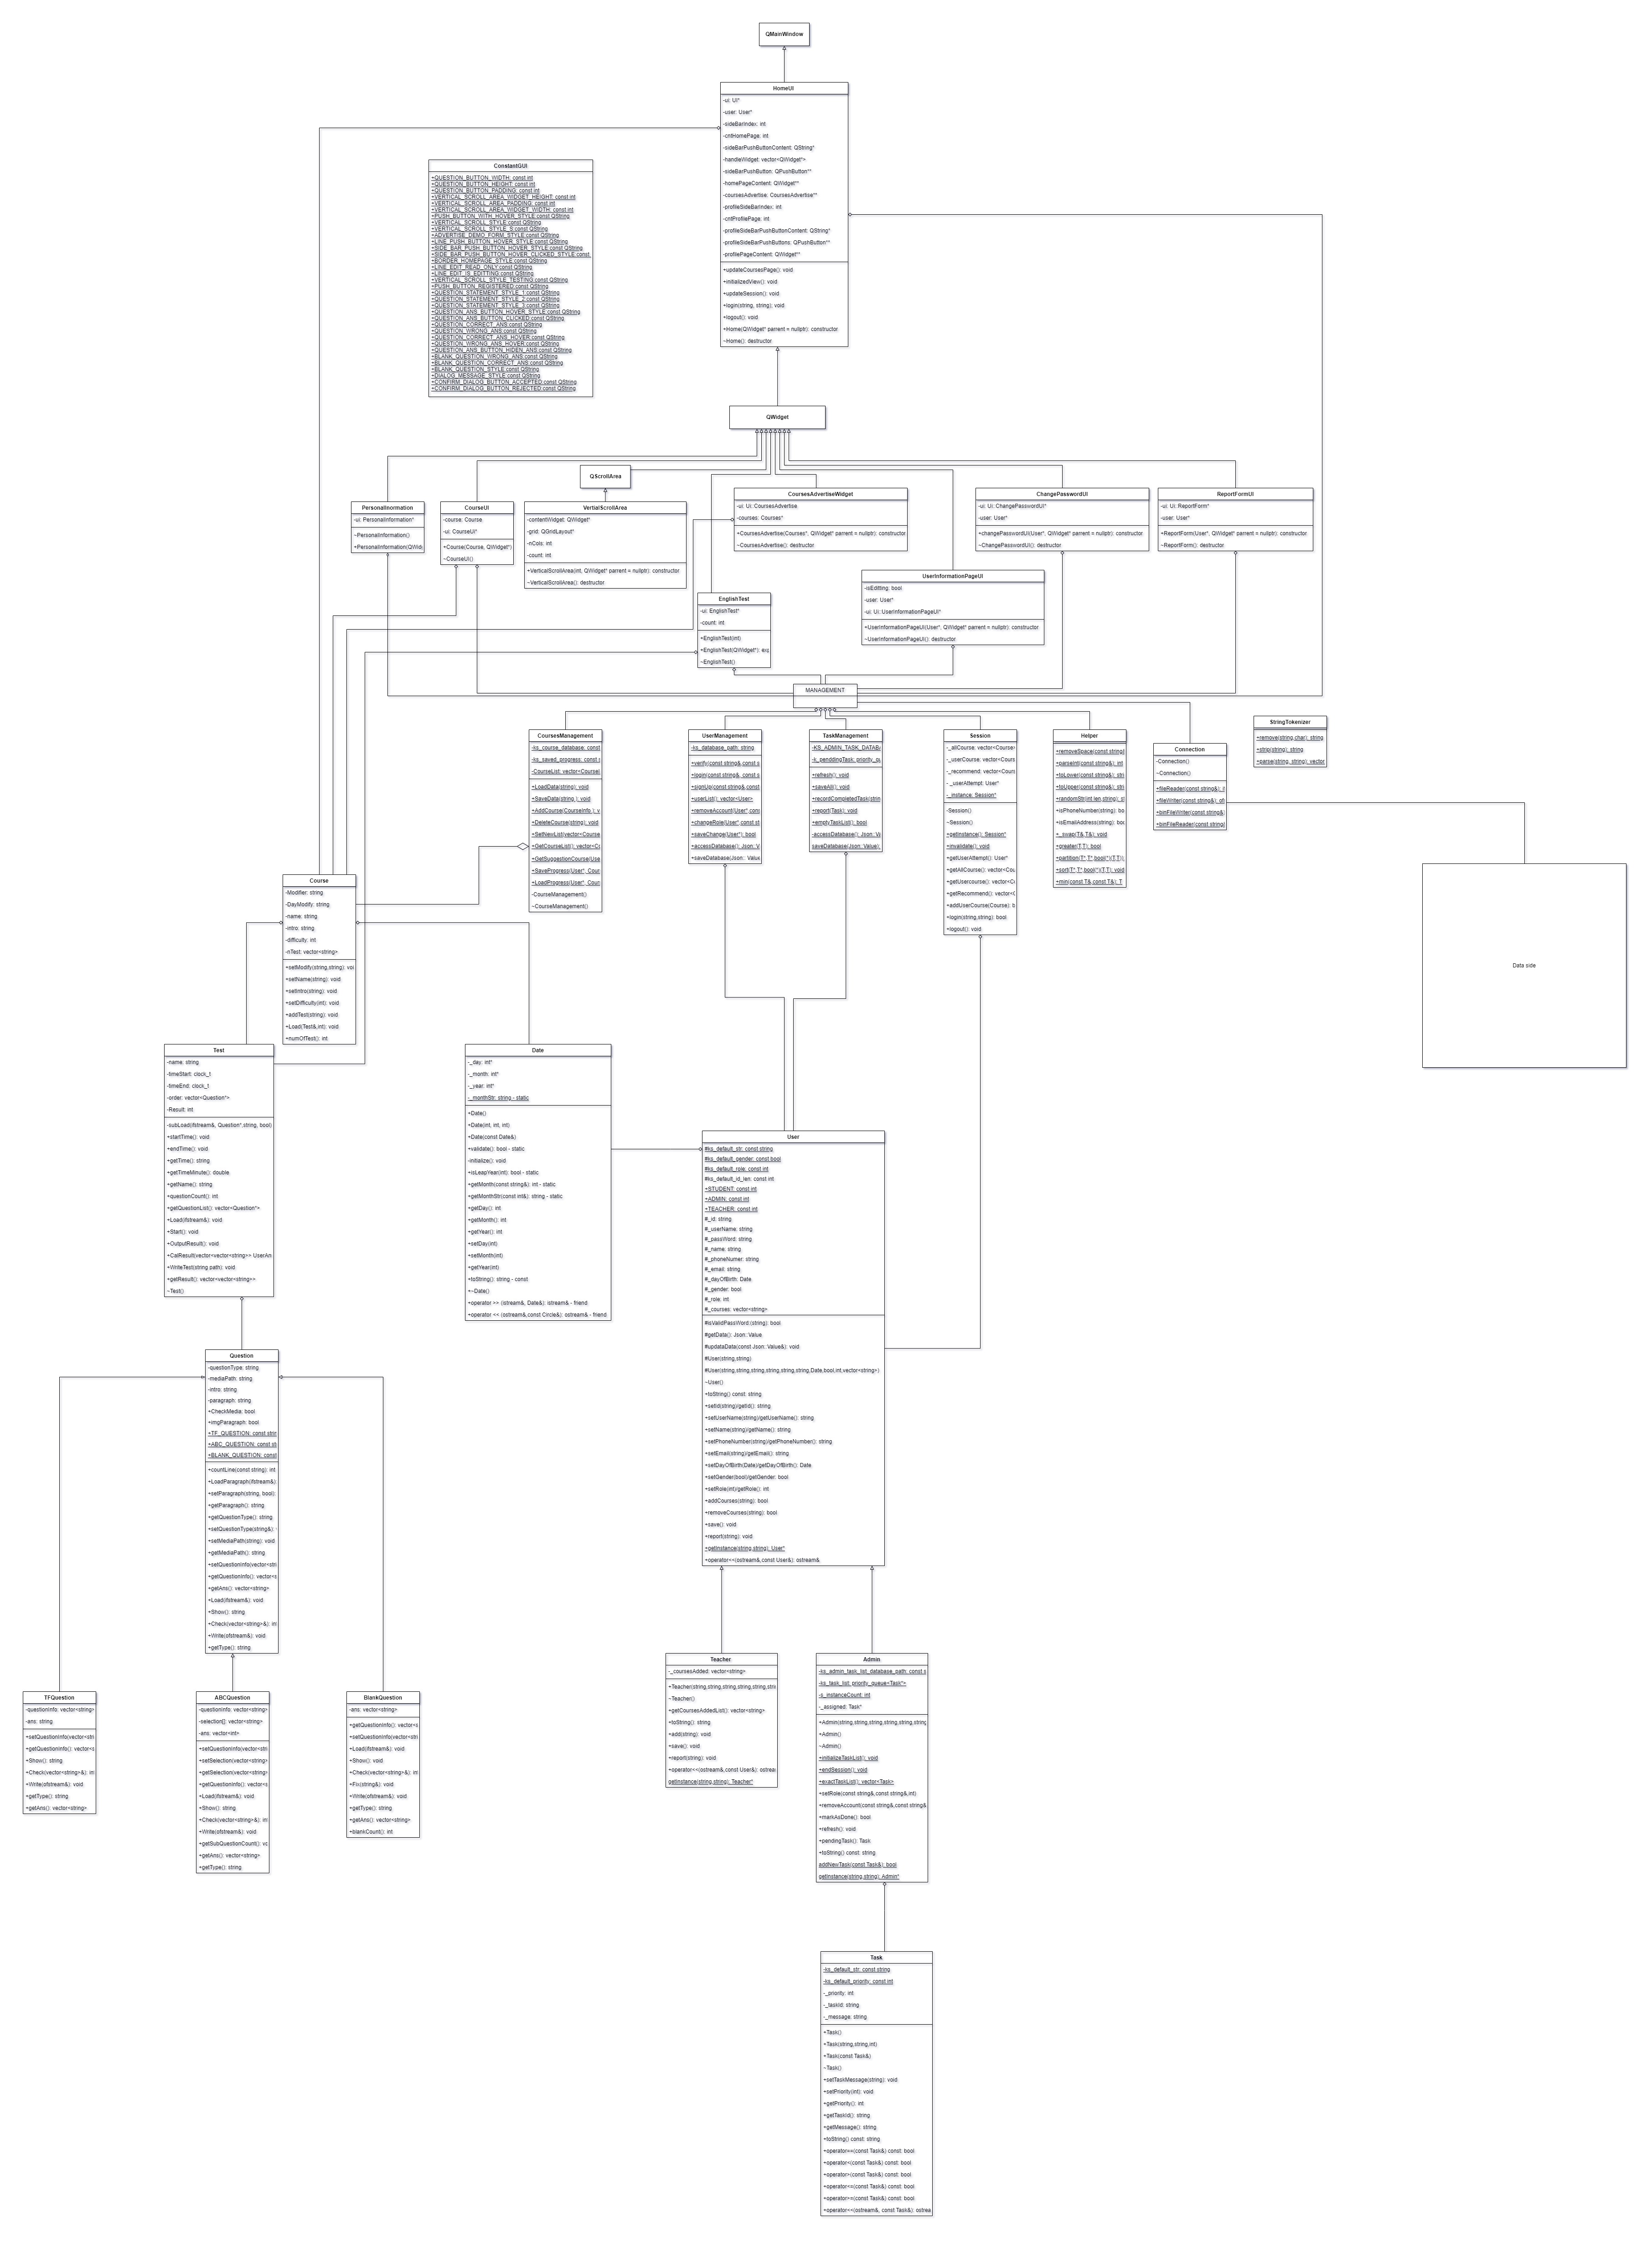 QMainWindow
HomeUI
-ui: Ui*
-user: User*
-sideBarIndex: int
-cntHomePage: int
-sideBarPushButtonContent: QString*
-handleWidget: vector<QWidget*>
-sideBarPushButton: QPushButton**
-homePageContent: QWidget**
-coursesAdvertise: CoursesAdvertise**
-profileSideBarIndex: int
-cntProfilePage: int
-profileSideBarPushButtonContent: QString*
-profileSideBarPushButtons: QPushButton**
-profilePageContent: QWidget**
+updateCoursesPage(): void
+initializedView(): void
+updateSession(): void
+login(string, string): void
+logout(): void
+Home(QWidget* parrent = nullptr): constructor
~Home(): destructor
ConstantGUI
+QUESTION_BUTTON_WIDTH: const int
+QUESTION_BUTTON_HEIGHT: const int
+QUESTION_BUTTON_PADDING: const int
+VERTICAL_SCROLL_AREA_WIDGET_HEIGHT: const int
+VERTICAL_SCROLL_AREA_PADDING: const int
+VERTICAL_SCROLL_AREA_WIDGET_WIDTH: const int
+PUSH_BUTTON_WITH_HOVER_STYLE:const QString
+VERTICAL_SCROLL_STYLE:const QString
+VERTICAL_SCROLL_STYLE_S:const QString
+ADVERTISE_DEMO_FORM_STYLE:const QString
+LINE_PUSH_BUTTON_HOVER_STYLE:const QString
+SIDE_BAR_PUSH_BUTTON_HOVER_STYLE:const QString
+SIDE_BAR_PUSH_BUTTON_HOVER_CLICKED_STYLE:const
+BORDER_HOMEPAGE_STYLE:const QString
+LINE_EDIT_READ_ONLY:const QString
+LINE_EDIT_IS_EDITTING:const QString
+VERTICAL_SCROLL_STYLE_TESTING:const QString
+PUSH_BUTTON_REGISTERED:const QString
+QUESTION_STATEMENT_STYLE_1:const QString
+QUESTION_STATEMENT_STYLE_2:const QString
+QUESTION_STATEMENT_STYLE_3:const QString
+QUESTION_ANS_BUTTON_HOVER_STYLE:const QString
+QUESTION_ANS_BUTTON_CLICKED:const QString
+QUESTION_CORRECT_ANS:const QString
+QUESTION_WRONG_ANS:const QString
+QUESTION_CORRECT_ANS_HOVER:const QString
+QUESTION_WRONG_ANS_HOVER:const QString
+QUESTION_ANS_BUTTON_HIDEN_ANS:const QString
+BLANK_QUESTION_WRONG_ANS:const QString
+BLANK_QUESTION_CORRECT_ANS:const QString
+BLANK_QUESTION_STYLE:const QString
+DIALOG_MESSAGE_STYLE:const QString
+CONFIRM_DIALOG_BUTTON_ACCEPTED:const QString
+CONFIRM_DIALOG_BUTTON_REJECTED:const QString
QWidget
QScrollArea
PersonalInormation
-ui: PersonalInformation*
~PersonalInformation()
+PersonalInformation(QWid
CourseUI
-course: Course
-ui: CourseUI*
+Course(Course, QWidget*)
~CourseUI()
VertialScrollArea
-contentWidget: QWidget*
-grid: QGridLayout*
-nCols: int
-count: int
+VerticalScrollArea(int, QWidget* parrent = nullptr): constructor
~VerticalScrollArea(): destructor
CoursesAdvertiseWidget
-ui: Ui::CoursesAdvertise
-courses: Courses*
+CoursesAdvertise(Courses*, QWidget* parrent = nullptr): constructor
~CoursesAdvertise(): destructor
ChangePasswordUI
-ui: Ui::ChangePasswordUI*
-user: User*
+changePasswordUI(User*, QWidget* parrent = nullptr): constructor
~ChangePasswordUI(): destructor
ReportFormUI
-ui: Ui::ReportForm*
-user: User*
+ReportForm(User*, QWidget* parrent = nullptr): constructor
~ReportForm(): destructor
UserInformationPageUI
-isEditting: bool
-user: User*
-ui: Ui::UserInformationPageUI*
+UserInformationPageUI(User*, QWidget* parrent = nullptr): constructor
~UserInformationPageUI(): destructor
EnglishTest
-ui: EnglishTest*
-count: int
+EnglishTest(int)
+EnglishTest(QWidget*): exp
~EnglishTest()
MANAGEMENT
CoursesManagement
-ks_course_database: const
-ks_saved_progress: const s
-CourseList: vector<CourseI
+LoadData(string): void
+SaveData(string ): void
+AddCourse(CourseInfo ): v
+DeleteCourse(string): void
+SetNewList(vector<Course
+GetCourseList(): vector<Co
+GetSuggestionCourse(Use
+SaveProgress(User*, Cour
+LoadProgress(User*, Cour
-CourseManagement()
~CourseManagement()
UserManagement
-ks_database_path: string
+verify(const string&,const s
+login(const string&, const s
+signUp(const string&,const
+userList(): vector<User>
+removeAccount(User*,cons
+changeRole(User*,const st
+saveChange(User*): bool
+accessDatabase(): Json::V
+saveDatabase(Json::Value
TaskManagement
-KS_ADMIN_TASK_DATABA
-k_penddingTask: priority_qu
+refresh(): void
+saveAll(): void
+recordCompletedTask(strin
+report(Task): void
+emptyTaskList(): bool
-accessDatabase(): Json::Va
saveDatabase(Json::Value):
Session
-_allCourse: vector<Course>
-_userCourse: vector<Cours
-_recommend: vector<Cours
-_userAttempt: User*
-_instance: Session*
-Session()
~Session()
+getInstance(): Session*
+invalidate(): void
+getUserAttempt(): User*
+getAllCourse(): vector<Cou
+getUsercourse(): vector<Co
+getRecommend(): vector<C
+addUserCourse(Course): b
+login(string,string): bool
+logout(): void
Helper
+removeSpace(const string&
+parseInt(const string&): int
+toLower(const string&): stri
+toUpper(const string&): stri
+randomStr(int len,string): st
+isPhoneNumber(string): bo
+isEmailAddress(string): boo
+_swap(T&,T&): void
+greater(T,T): bool
+partition(T*,T*,bool(*)(T,T)):
+sort(T*,T*,bool(*)(T,T): void
+min(const T&,const T&): T
Connection
-Connection()
~Connection()
+fileReader(const string&): if
+fileWriter(const string&): ofs
+binFileWriter(const string&)
+binFileReader(const string&
StringTokenizer
+remove(string,char): string
+strip(string): string
+parse(string, string): vector
Data side
Course
-Modifier: string
-DayModify: string
-name: string
-intro: string
-difficulty: int
-nTest: vector<string>
+setModify(string,string): voi
+setName(string): void
+setIntro(string): void
+setDifficulty(int): void
+addTest(string): void
+Load(Test&,int): void
+numOfTest(): int
Test
-name: string
-timeStart: clock_t
-timeEnd: clock_t
-order: vector<Question*>
-Result: int
-subLoad(ifstream&, Question*,string, bool)
+startTime(): void
+endTime(): void
+getTime(): string
+getTimeMinute(): double
+getName(): string
+questionCount(): int
+getQuestionList(): vector<Question*>
+Load(ifstream&): void
+Start(): void
+OutputResult(): void
+CalResult(vector<vector<string>> UserAn
+WriteTest(string path): void
+getResult(): vector<vector<string>>
~Test()
Date
-_day: int*
-_month: int*
-_year: int*
-_monthStr: string - static
+Date()
+Date(int, int, int)
+Date(const Date&)
+validate(): bool - static
-initialize(): void
+isLeapYear(int): bool - static
+getMonth(const string&): int - static
+getMonthStr(const int&): string - static
+getDay(): int
+getMonth(): int
+getYear(): int
+setDay(int)
+setMonth(int)
+getYear(int)
+toString(): string - const
+~Date()
+operator >> (istream&, Date&): istream& - friend
+operator << (ostream&,const Circle&): ostream& - friend
User
#ks_default_str: const string
#ks_default_gender: const bool
#ks_default_role: const int
#ks_default_id_len: const int
+STUDENT: const int
+ADMIN: const int
+TEACHER: const int
#_id: string
#_userName: string
#_passWord: string
#_name: string
#_phoneNumer: string
#_email: string
#_dayOfBirth: Date
#_gender: bool
#_role: int
#_courses: vector<string>
#isValidPassWord (string): bool
#getData(): Json::Value
#updataData(const Json::Value&): void
#User(string,string)
#User(string,string,string,string,string,string,Date,bool,int,vector<string>)
~User()
+toString() const: string
+setId(string)/getId(): string
+setUserName(string)/getUserName(): string
+setName(string)/getName(): string
+setPhoneNumber(string)/getPhoneNumber(): string
+setEmail(string)/getEmail(): string
+setDayOfBirth(Date)/getDayOfBirth(): Date
+setGender(bool)/getGender: bool
+setRole(int)/getRole(): int
+addCourses(string): bool
+removeCourses(string): bool
+save(): void
+report(string): void
+getInstance(string,string): User*
+operator<<(ostream&,const User&): ostream&
Question
-questionType: string
-mediaPath: string
-intro: string
-paragraph: string
+CheckMedia: bool
+imgParagraph: bool
+TF_QUESTION: const strin
+ABC_QUESTION: const st
+BLANK_QUESTION: const
+countLine(const string): int
+LoadParagraph(ifstream&)
+setParagraph(string, bool):
+getParagraph(): string
+getQuestionType(): string
+setQuestionType(string&):
+setMediaPath(string): void
+getMediaPath(): string
+setQuestionInfo(vector<stri
+getQuestionInfo(): vector<s
+getAns(): vector<string>
+Load(ifstream&): void
+Show(): string
+Check(vector<string>&): int
+Write(ofstream&): void
+getType(): string
TFQuestion
-questionInfo: vector<string>
-ans: string
+setQuestionInfo(vector<stri
+getQuestionInfo(): vector<s
+Show(): string
+Check(vector<string>&): int
+Write(ofstream&): void
+getType(): string
+getAns(): vector<string>
ABCQuestion
-questionInfo: vector<string>
-selection[]: vector<string>
-ans: vector<int>
+setQuestionInfo(vector<stri
+setSelection(vector<string>
+getSelection(vector<string>
+getQuestionInfo(): vector<s
+Load(ifstream&): void
+Show(): string
+Check(vector<string>&): int
+Write(ofstream&): void
+getSubQuestionCount(): ve
+getAns(): vector<string>
+getType(): string
BlankQuestion
-ans: vector<string>
+getQuestionInfo(): vector<s
+setQuestionInfo(vector<stri
+Load(ifstream&): void
+Show(): void
+Check(vector<string>&): int
+Fix(string&): void
+Write(ofstream&): void
+getType(): string
+getAns(): vector<string>
+blankCount(): int
Teacher
-_coursesAdded: vector<string>
+Teacher(string,string,string,string,string,strin
~Teacher()
+getCoursesAddedList(): vector<string>
+toString(): string
+add(string): void
+save(): void
+report(string): void
+operator<<(ostream&,const User&): ostrea
getInstance(string,string): Teacher*
Admin
-ks_admin_task_list_database_path: const s
-ks_task_list: priority_queue<Task*>
-s_instanceCount: int
-_assigned: Task*
+Admin(string,string,string,string,string,string
+Admin()
~Admin()
+initializeTaskList(): void
+endSession(): void
+exactTaskList(): vector<Task>
+setRole(const string&,const string&,int)
+removeAccount(const string&,const string&
+markAsDone(): bool
+refresh(): void
+pendingTask(): Task
+toString() const: string
addNewTask(const Task&): bool
getInstance(string,string): Admin*
Task
-ks_default_str: const string
-ks_default_priority: const int
-_priority: int
-_taskId: string
-_message: string
+Task()
+Task(string,string,int)
+Task(const Task&)
~Task()
+setTaskMessage(string): void
+setPriority(int): void
+getPriority(): int
+getTaskId(): string
+getMessage(): string
+toString() const: string
+operator==(const Task&) const: bool
+operator<(const Task&) const: bool
+operator>(const Task&) const: bool
+operator<=(const Task&) const: bool
+operator>=(const Task&) const: bool
+operator<<(ostream&, const Task&): ostrea